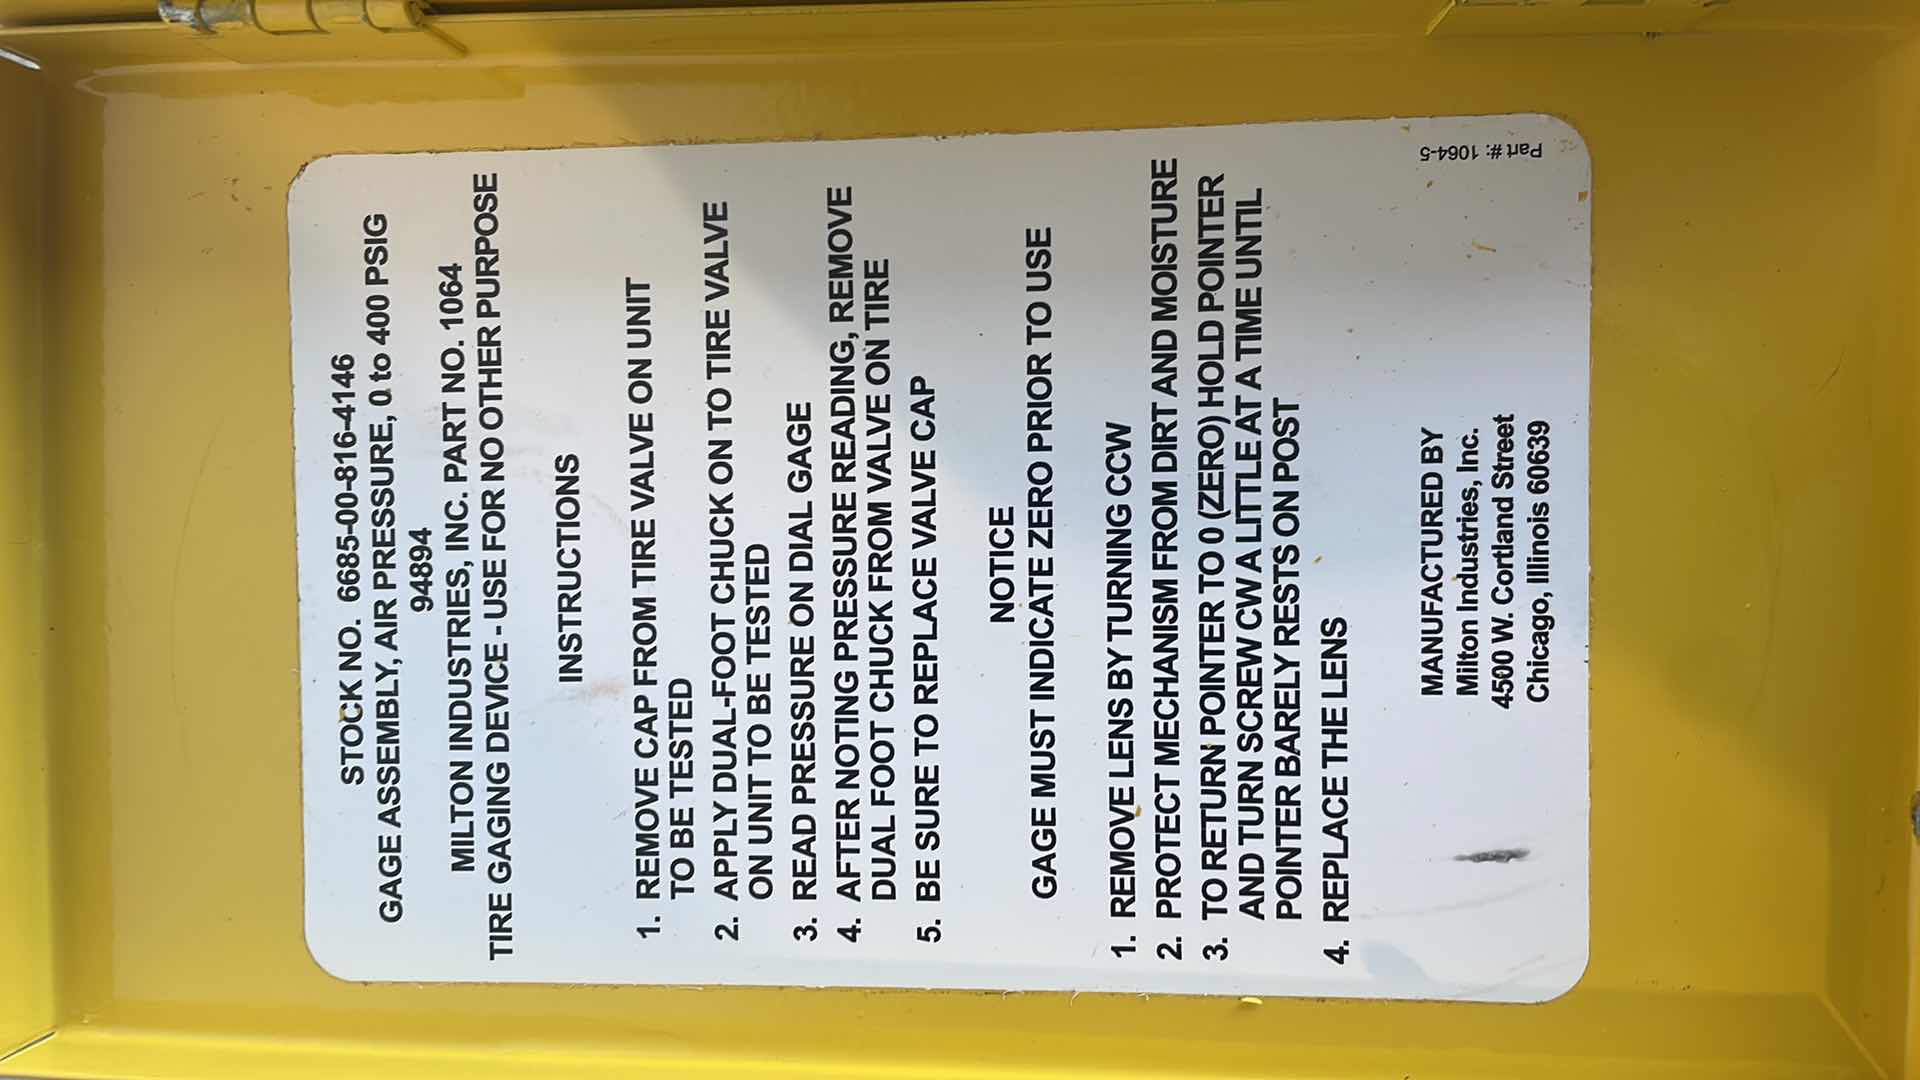 STOCK NO. 6685-00-816-4146
GAGE ASSEMBLY, AIR PRESSURE, 0 to 400 PSIG
94894
MILTON INDUSTRIES, INC. PART NO. 1064
TIRE GAGING DEVICE - USE FOR NO OTHER PURPOSE
INSTRUCTIONS
1. REMOVE CAP FROM TIRE VALVE ON UNIT
TO BE TESTED
2. APPLY DUAL-FOOT CHUCK ON TO TIRE VALVE
ON UNIT TO BE TESTED
3. READ PRESSURE ON DIAL GAGE
4. AFTER NOTING PRESSURE READING, REMOVE
DUAL FOOT CHUCK FROM VALVE ON TIRE
5. BE SURE TO REPLACE VALVE CAP
NOTICE
GAGE MUST INDICATE ZERO PRIOR TO USE
1. REMOVE LENS BY TURNING CCW
2. PROTECT MECHANISM FROM DIRT AND MOISTURE
3. TO RETURN POINTER TO 0 (ZERO) HOLD POINTER
AND TURN SCREW CW A LITTLE AT A TIME UNTIL
POINTER BARELY RESTS ON POST
4. REPLACE THE LENS
MANUFACTURED BY
Milton Industries, Inc.
4500 W. Cortland Street
Chicago, Illinois 60639
Part #: 1064-5